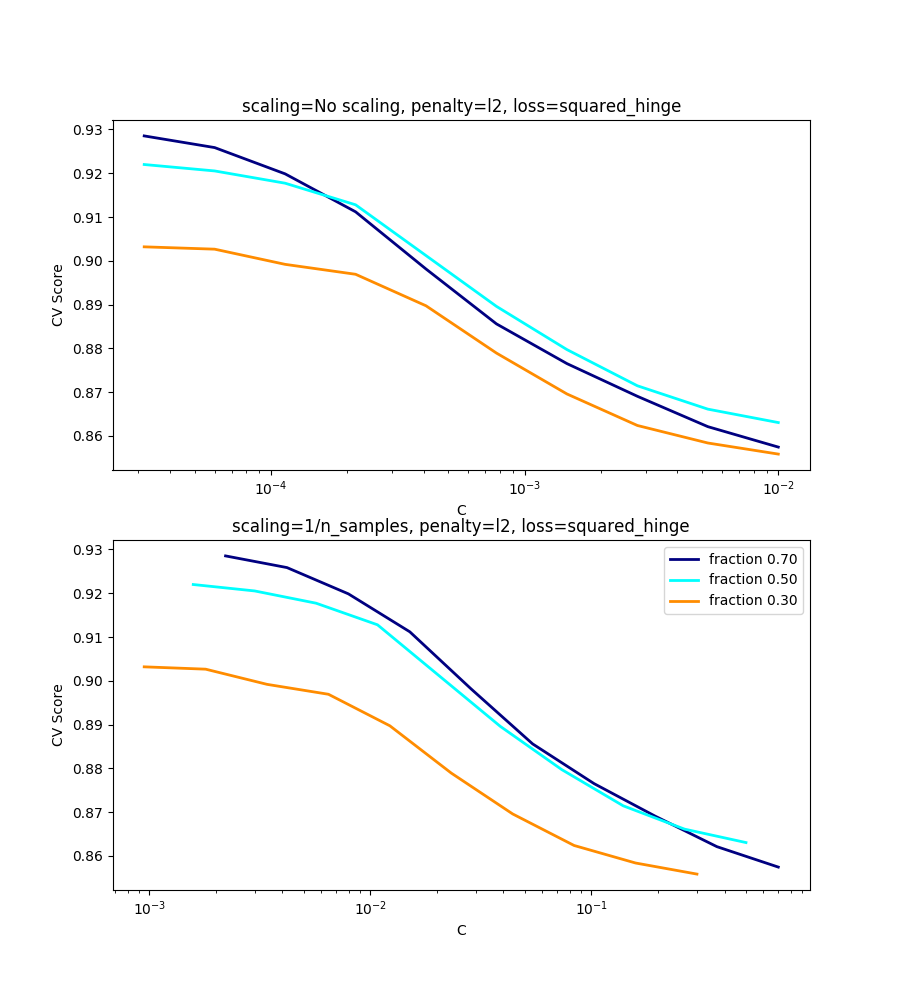 scaling=No scaling, penalty=l2, loss=squared_hinge
0.93
0.92
0.91
0.90
0.89
0.88
0.87
0.86
CV Score
10⁻⁴
10⁻³
10⁻²
C
scaling=1/n_samples, penalty=l2, loss=squared_hinge
0.93
0.92
0.91
0.90
0.89
0.88
0.87
0.86
CV Score
fraction 0.70
fraction 0.50
fraction 0.30
10⁻³
10⁻²
10⁻¹
C